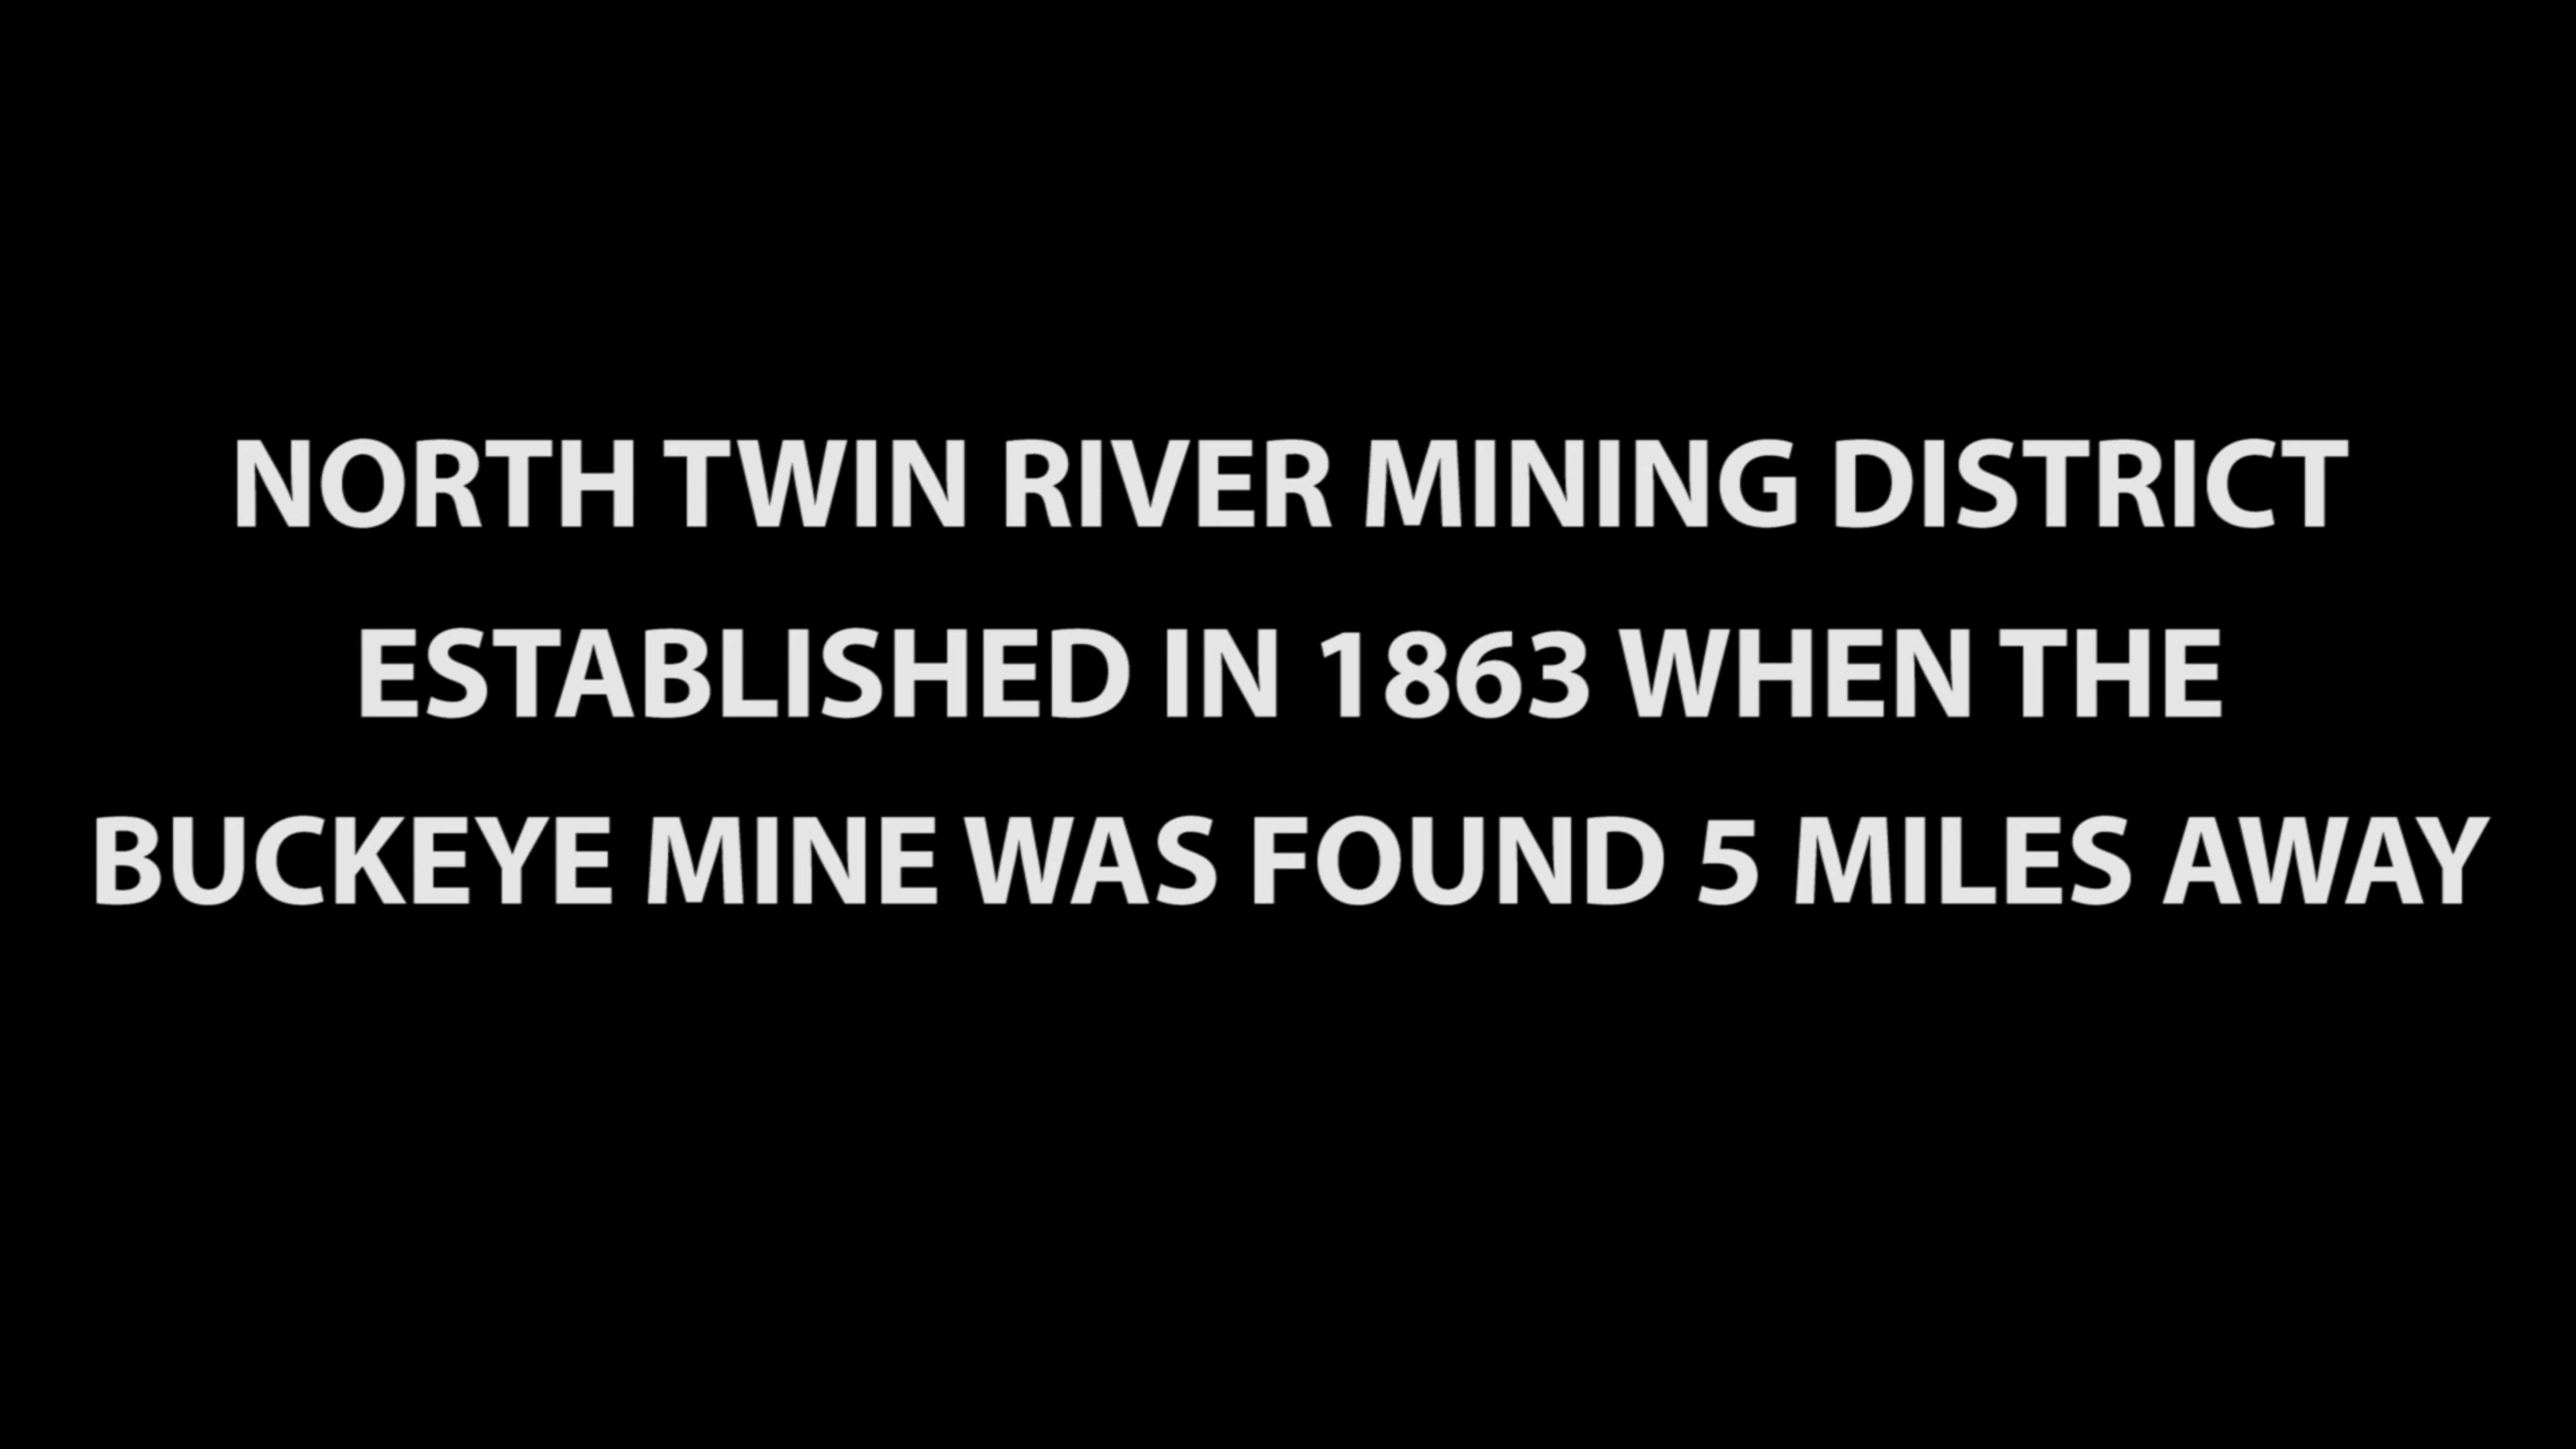 NORTH TWIN RIVER MINING DISTRICT
ESTABLISHED IN 1863 WHEN THE
BUCKEYE MINE WAS FOUND 5 MILES AWAY